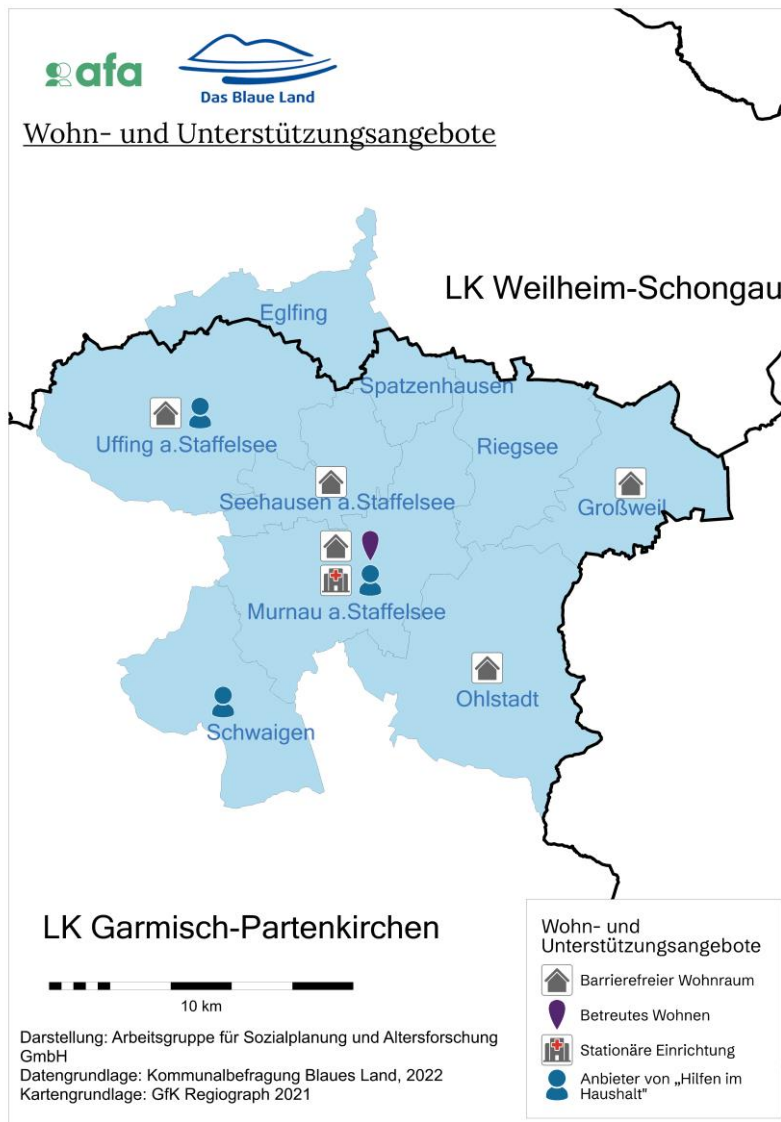 afa
Das Blaue Land
Wohn- und Unterstützungsangebote
LK Weilheim-Schongau
Eglfing
Spatzenhausen
Uffing a.Staffelsee
Riegsee
Seehausen a.Staffelsee
Großweil
Murnau a.Staffelsee
Ohlstadt
Schwaigen
LK Garmisch-Partenkirchen
10 km
Darstellung: Arbeitsgruppe für Sozialplanung und Altersforschung
GmbH
Datengrundlage: Kommunalbefragung Blaues Land, 2022
Kartengrundlage: GfK Regiograph 2021
Wohn- und
Unterstützungsangebote
Barrierefreier Wohnraum
Betreutes Wohnen
Stationäre Einrichtung
Anbieter von „Hilfen im
Haushalt"